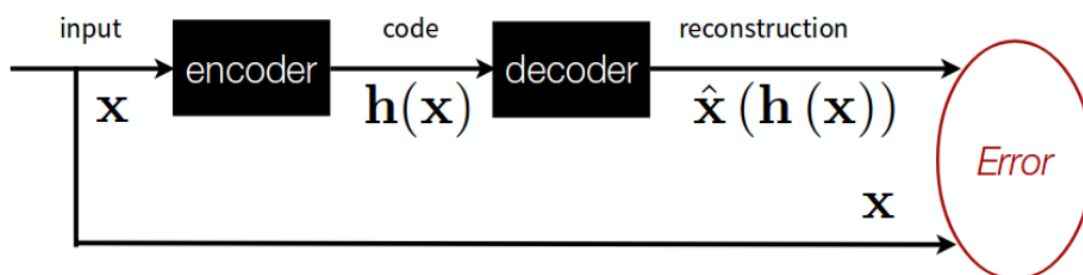 input code reconstruction
encoder decoder
x h(x) x̂ (h (x))
Error
x